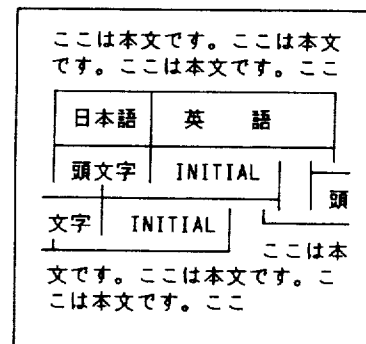 ここは本文です。ここは本文
です。ここは本文です。ここ
日本語 英 語
頭文字 INITIAL
頭
文字 INITIAL
ここは本
文です。ここは本文です。こ
こは本文です。ここ